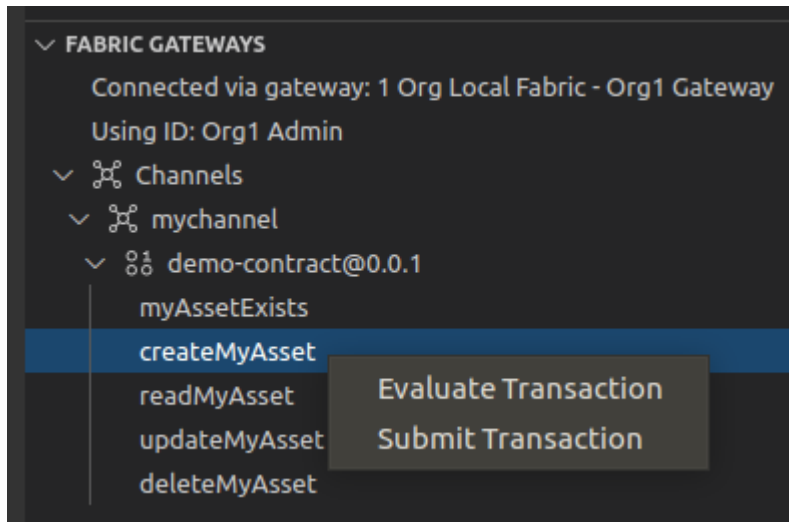 FABRIC GATEWAYS
Connected via gateway: 1 Org Local Fabric - Org1 Gateway
Using ID: Org1 Admin
Channels
mychannel
demo-contract@0.0.1
myAssetExists
createMyAsset
readMyAsset
Evaluate Transaction
updateMyAsset
Submit Transaction
deleteMyAsset